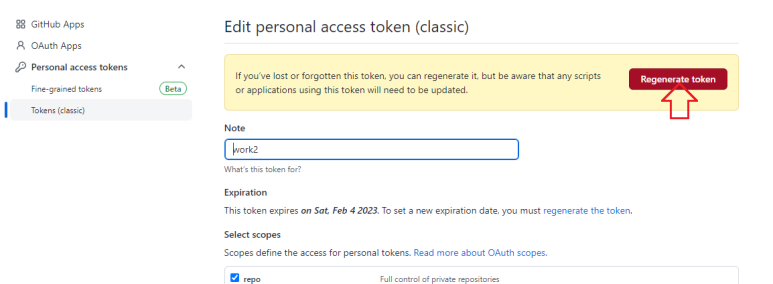 GitHub Apps
OAuth Apps
Personal access tokens
Fine-grained tokens Beta
Tokens (classic)
Edit personal access token (classic)
If you've lost or forgotten this token, you can regenerate it, but be aware that any scripts
or applications using this token will need to be updated.
Regenerate token
Note
work2
What's this token for?
Expiration
This token expires on Sat, Feb 4 2023. To set a new expiration date, you must regenerate the token.
Select scopes
Scopes define the access for personal tokens. Read more about OAuth scopes.
repo Full control of private repositories